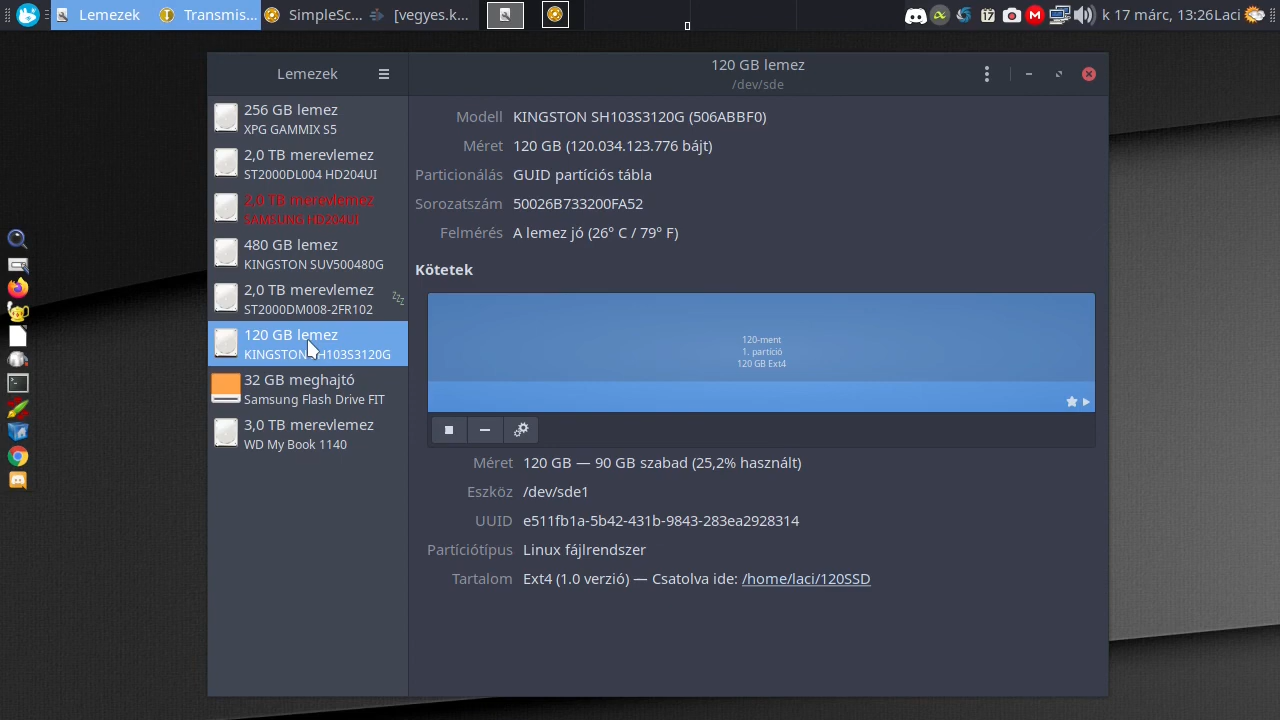 Lemezek
Transmis...
SimpleSc...
[vegyes.k...
17
k 17 márc, 13:26
Laci
Lemezek
120 GB lemez
/dev/sde
256 GB lemez
XPG GAMMIX S5
2,0 TB merevlemez
ST2000DL004 HD204UI
2,0 TB merevlemez
SAMSUNG HD204UI
480 GB lemez
KINGSTON SUV500480G
2,0 TB merevlemez
ST2000DM008-2FR102
120 GB lemez
KINGSTON SH103S3120G
32 GB meghajtó
Samsung Flash Drive FIT
3,0 TB merevlemez
WD My Book 1140
Modell KINGSTON SH103S3120G (506ABBF0)
Méret 120 GB (120.034.123.776 bájt)
Particionálás GUID partíciós tábla
Sorozatszám 50026B733200FA52
Felmérés A lemez jó (26° C / 79° F)
Kötetek
120-ment
1. partíció
120 GB Ext4
Méret 120 GB — 90 GB szabad (25,2% használt)
Eszköz /dev/sde1
UUID e511fb1a-5b42-431b-9843-283ea2928314
Partíciótípus Linux fájlrendszer
Tartalom Ext4 (1.0 verzió) — Csatolva ide: /home/laci/120SSD